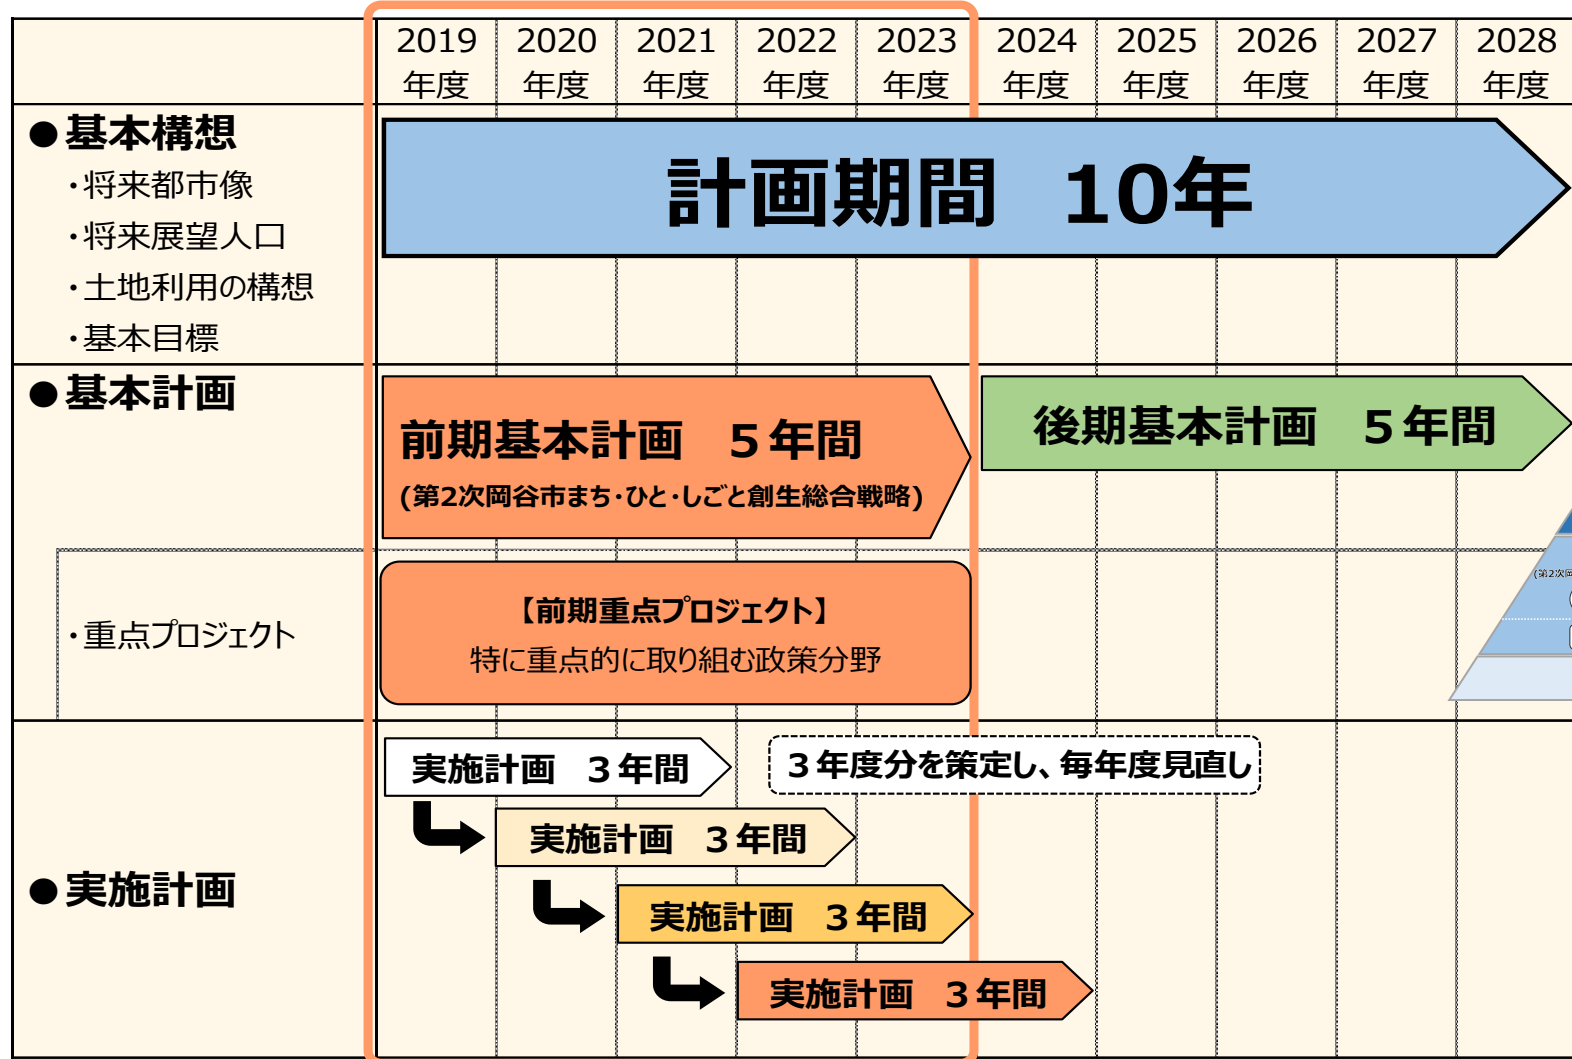 2019 2020 2021 2022 2023 2024 2025 2026 2027 2028
年度 年度 年度 年度 年度 年度 年度 年度 年度 年度
●基本構想
・将来都市像
・将来展望人口
・土地利用の構想
・基本目標
計画期間 10年
●基本計画
前期基本計画 5年間
(第2次岡谷市まち・ひと・しごと創生総合戦略)
後期基本計画 5年間
・重点プロジェクト
【前期重点プロジェクト】
特に重点的に取り組む政策分野
(第2次
●実施計画
実施計画 3年間
3年度分を策定し、毎年度見直し
実施計画 3年間
実施計画 3年間
実施計画 3年間